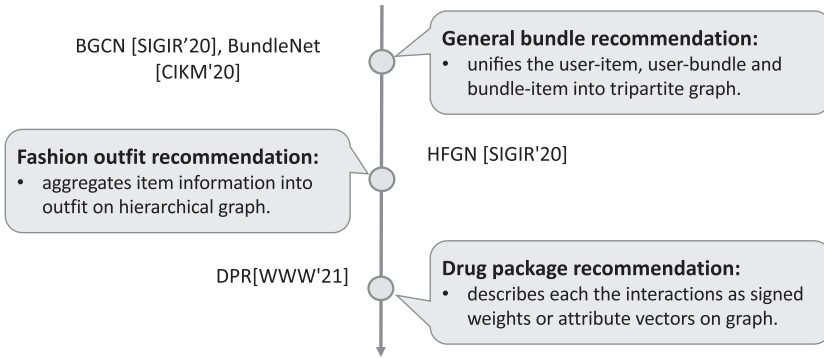 BGCN [SIGIR’20], BundleNet
[CIKM'20]
General bundle recommendation:
• unifies the user-item, user-bundle and
bundle-item into tripartite graph.
Fashion outfit recommendation:
• aggregates item information into
outfit on hierarchical graph.
HFGN [SIGIR'20]
DPR[WWW'21]
Drug package recommendation:
• describes each the interactions as signed
weights or attribute vectors on graph.